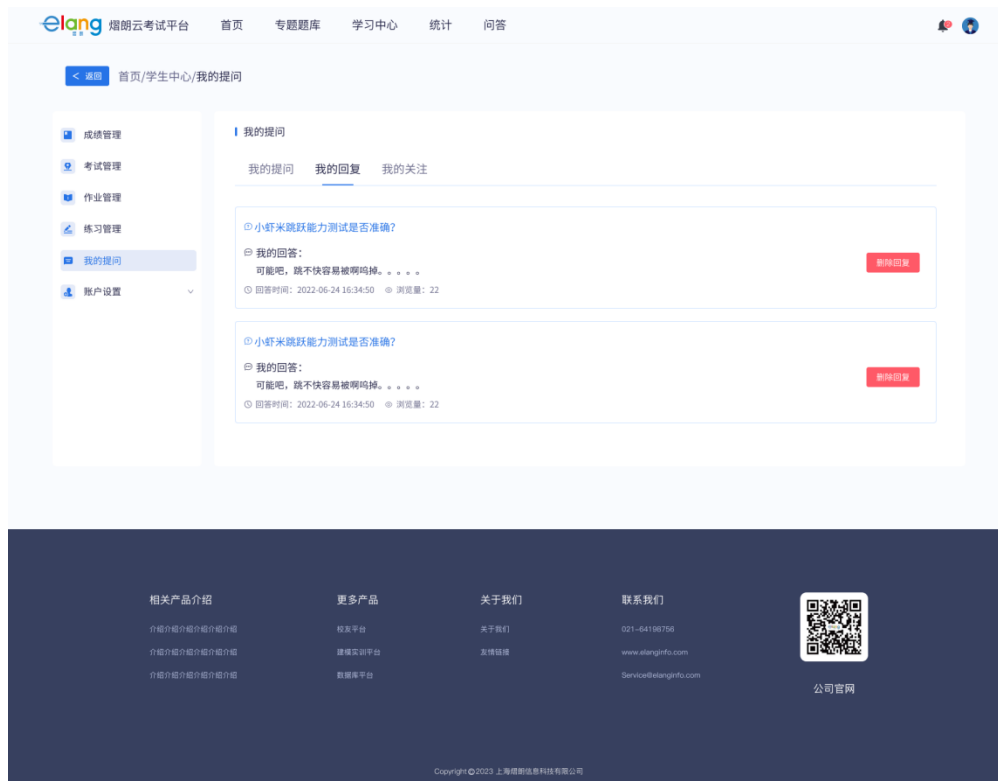 elang 熠朗云考试平台 首页 专题题库 学习中心 统计 问答
< 返回 首页/学生中心/我的提问
成绩管理
考试管理
作业管理
练习管理
我的提问
账户设置
我的提问
我的提问 我的回复 我的关注
小虾米跳跃能力测试是否准确?
我的回答:
可能吧,跳不快容易被啊呜掉。。。。。
回答时间:2022-06-24 16:34:50 浏览量:22
删除回复
小虾米跳跃能力测试是否准确?
我的回答:
可能吧,跳不快容易被啊呜掉。。。。。
回答时间:2022-06-24 16:34:50 浏览量:22
删除回复
相关产品介绍
介绍介绍介绍介绍介绍
介绍介绍介绍介绍介绍
介绍介绍介绍介绍介绍
更多产品
校友平台
建模实训平台
数据库平台
关于我们
关于我们
友情链接
联系我们
021-64198756
www.elanginfo.com
Service@elanginfo.com
公司官网
Copyright©2023 上海熠朗信息科技有限公司